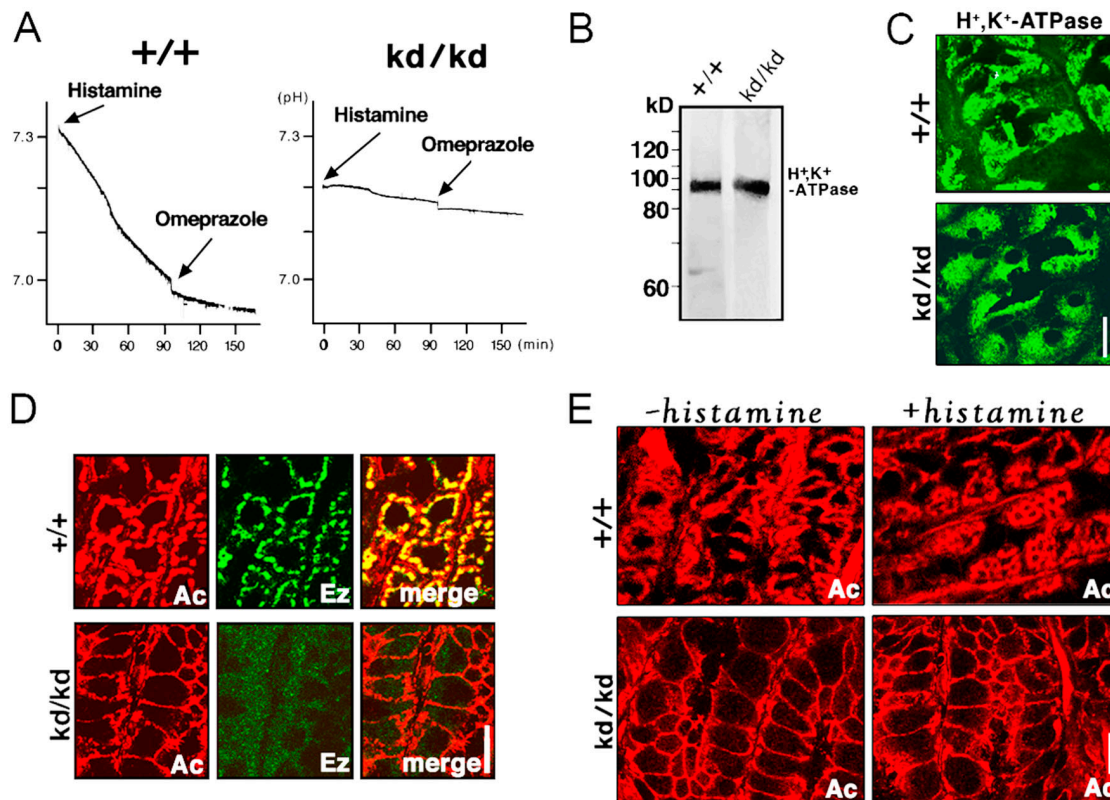 A
+/+
Histamine
7.3
Omeprazole
7.0
0 30 60 90 120 150
kd/kd
(pH)
7.3
Histamine
Omeprazole
7.0
0 30 60 90 120 150 (min)
B
+/+ kd/kd
kD
120
100
80
60
H+,K+
-ATPase
C
H+,K+-ATPase
+/+
kd/kd
D
+/+
Ac Ez merge
kd/kd
Ac Ez merge
E
-histamine +histamine
+/+
Ac Ac
kd/kd
Ac Ac